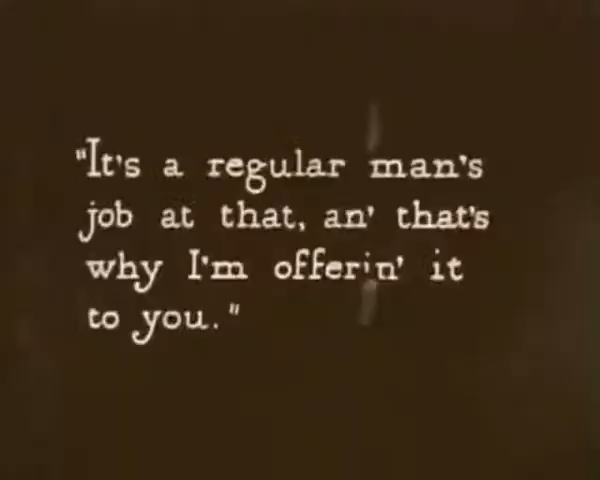 "It's a regular man's
job at that, an' that's
why I'm offerin' it
to you."